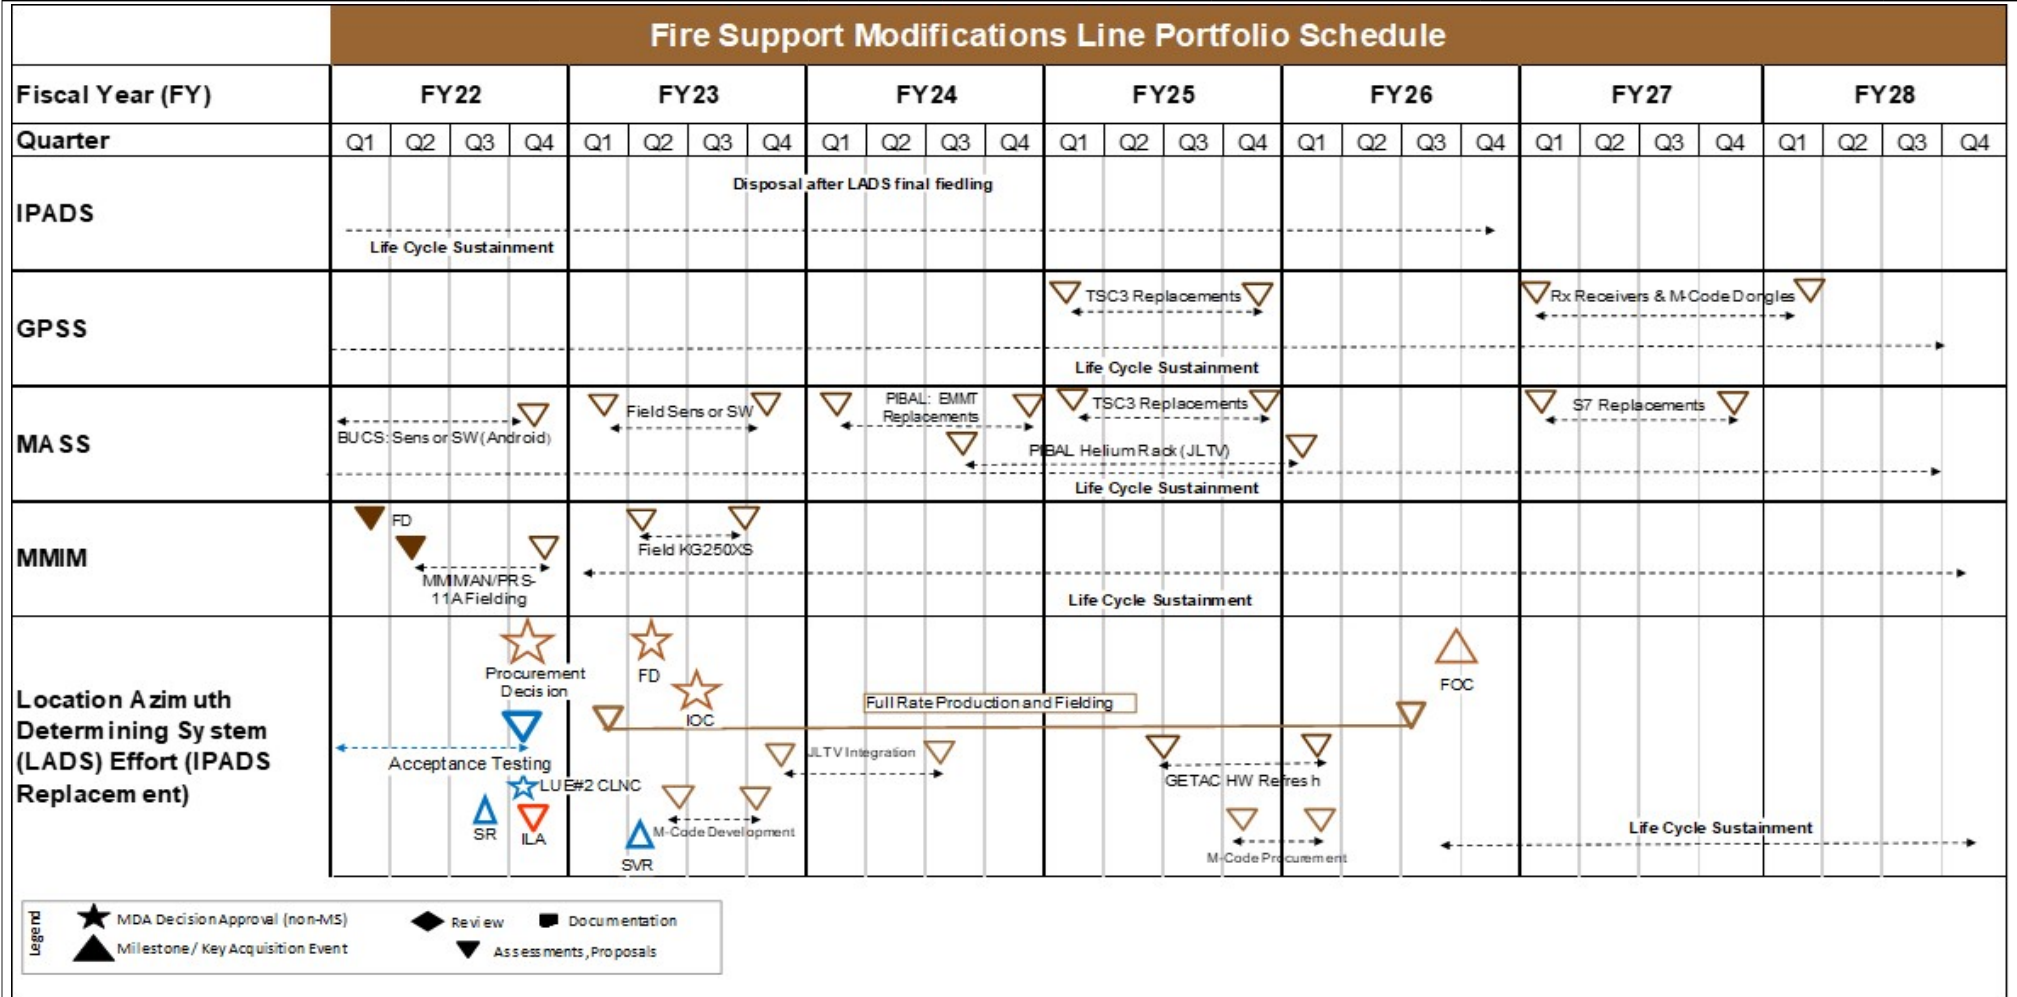 Fire Support Modifications Line Portfolio Schedule
Fiscal Year (FY) FY22 FY23 FY24 FY25 FY26 FY27 FY28
Quarter Q1 Q2 Q3 Q4 Q1 Q2 Q3 Q4 Q1 Q2 Q3 Q4 Q1 Q2 Q3 Q4 Q1 Q2 Q3 Q4 Q1 Q2 Q3 Q4 Q1 Q2 Q3 Q4
IPADS
Disposal after LADS final fiedling
Life Cycle Sustainment
GPSS
TSC3 Replacements
Rx Receivers & M-Code Dongles
Life Cycle Sustainment
MASS
BUCS: Sensor SW (Android)
Field Sensor SW
PIBAL: EMMT
Replacements
TSC3 Replacements
S7 Replacements
PIBAL Helium Rack (JLTV)
Life Cycle Sustainment
MMIM
FD
MMIM/AN/PRS-
11A Fielding
Field KG250XS
Life Cycle Sustainment
Location Azimuth
Determining System
(LADS) Effort (IPADS
Replacement)
Procurement
Decision
FD
IOC
Full Rate Production and Fielding
FOC
Acceptance Testing
JLTV Integration
LUE#2 CLNC
GETAC HW Refresh
SR
ILA
SVR
M-Code Development
M-Code Procurement
Life Cycle Sustainment
Legend
MDA Decision Approval (non-MS)
Review
Documentation
Milestone/ Key Acquisition Event
Assessments, Proposals